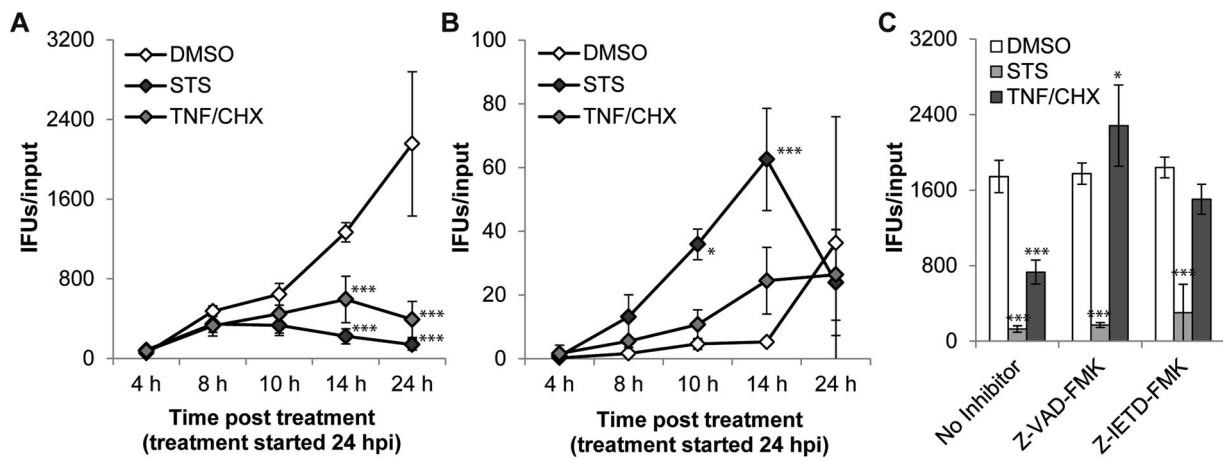 A
3200
2400
1600
800
0
IFUs/input
DMSO
STS
TNF/CHX
***
***
***
***
4 h 8 h 10 h 14 h 24 h
Time post treatment
(treatment started 24 hpi)
B
100
80
60
40
20
0
IFUs/input
DMSO
STS
TNF/CHX
***
*
4 h 8 h 10 h 14 h 24 h
Time post treatment
(treatment started 24 hpi)
C
3200
2400
1600
800
0
IFUs/input
DMSO
STS
TNF/CHX
*
***
***
***
***
No Inhibitor
Z-VAD-FMK
Z-IETD-FMK